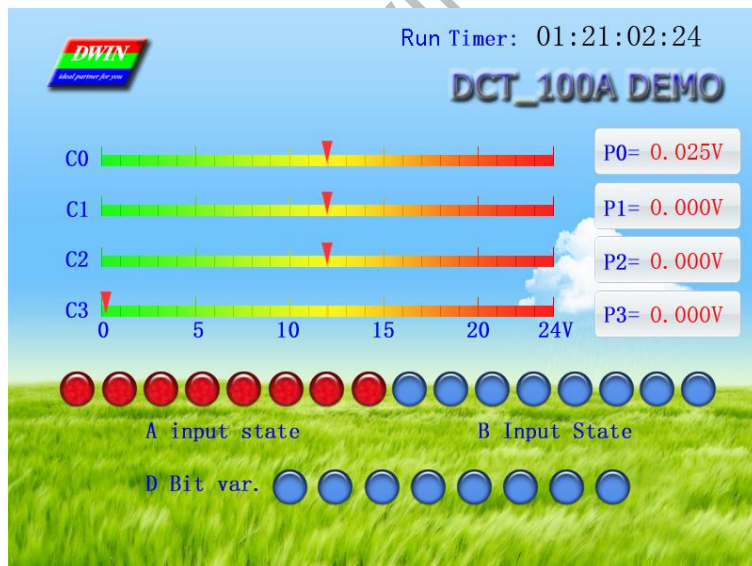 Run Timer: 01:21:02:24
DWIN
ideal partner for you
DCT_100A DEMO
C0
P0= 0.025V
C1
P1= 0.000V
C2
P2= 0.000V
C3
P3= 0.000V
0 5 10 15 20 24V
A input state B Input State
D Bit var.